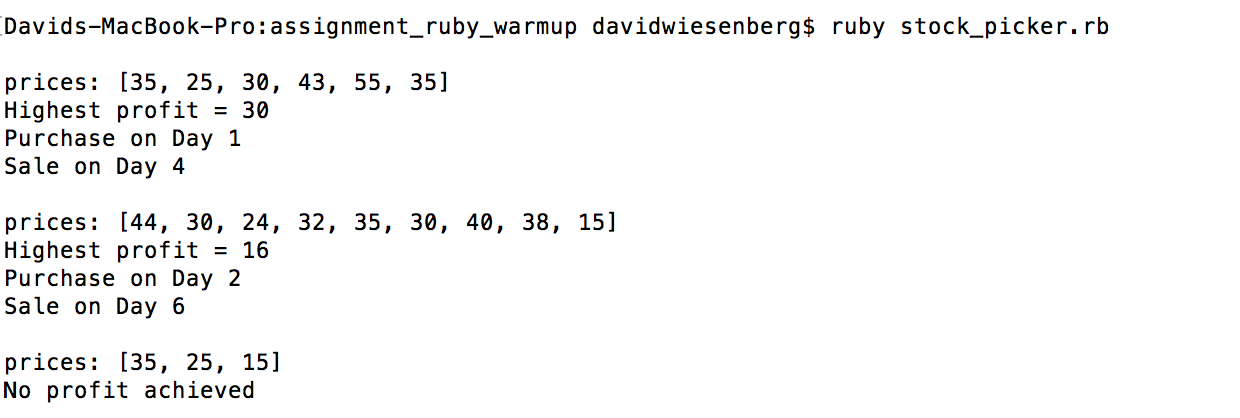 Davids-MacBook-Pro:assignment_ruby_warmup davidwiesenberg$ ruby stock_picker.rb
prices: [35, 25, 30, 43, 55, 35]
Highest profit = 30
Purchase on Day 1
Sale on Day 4
prices: [44, 30, 24, 32, 35, 30, 40, 38, 15]
Highest profit = 16
Purchase on Day 2
Sale on Day 6
prices: [35, 25, 15]
No profit achieved